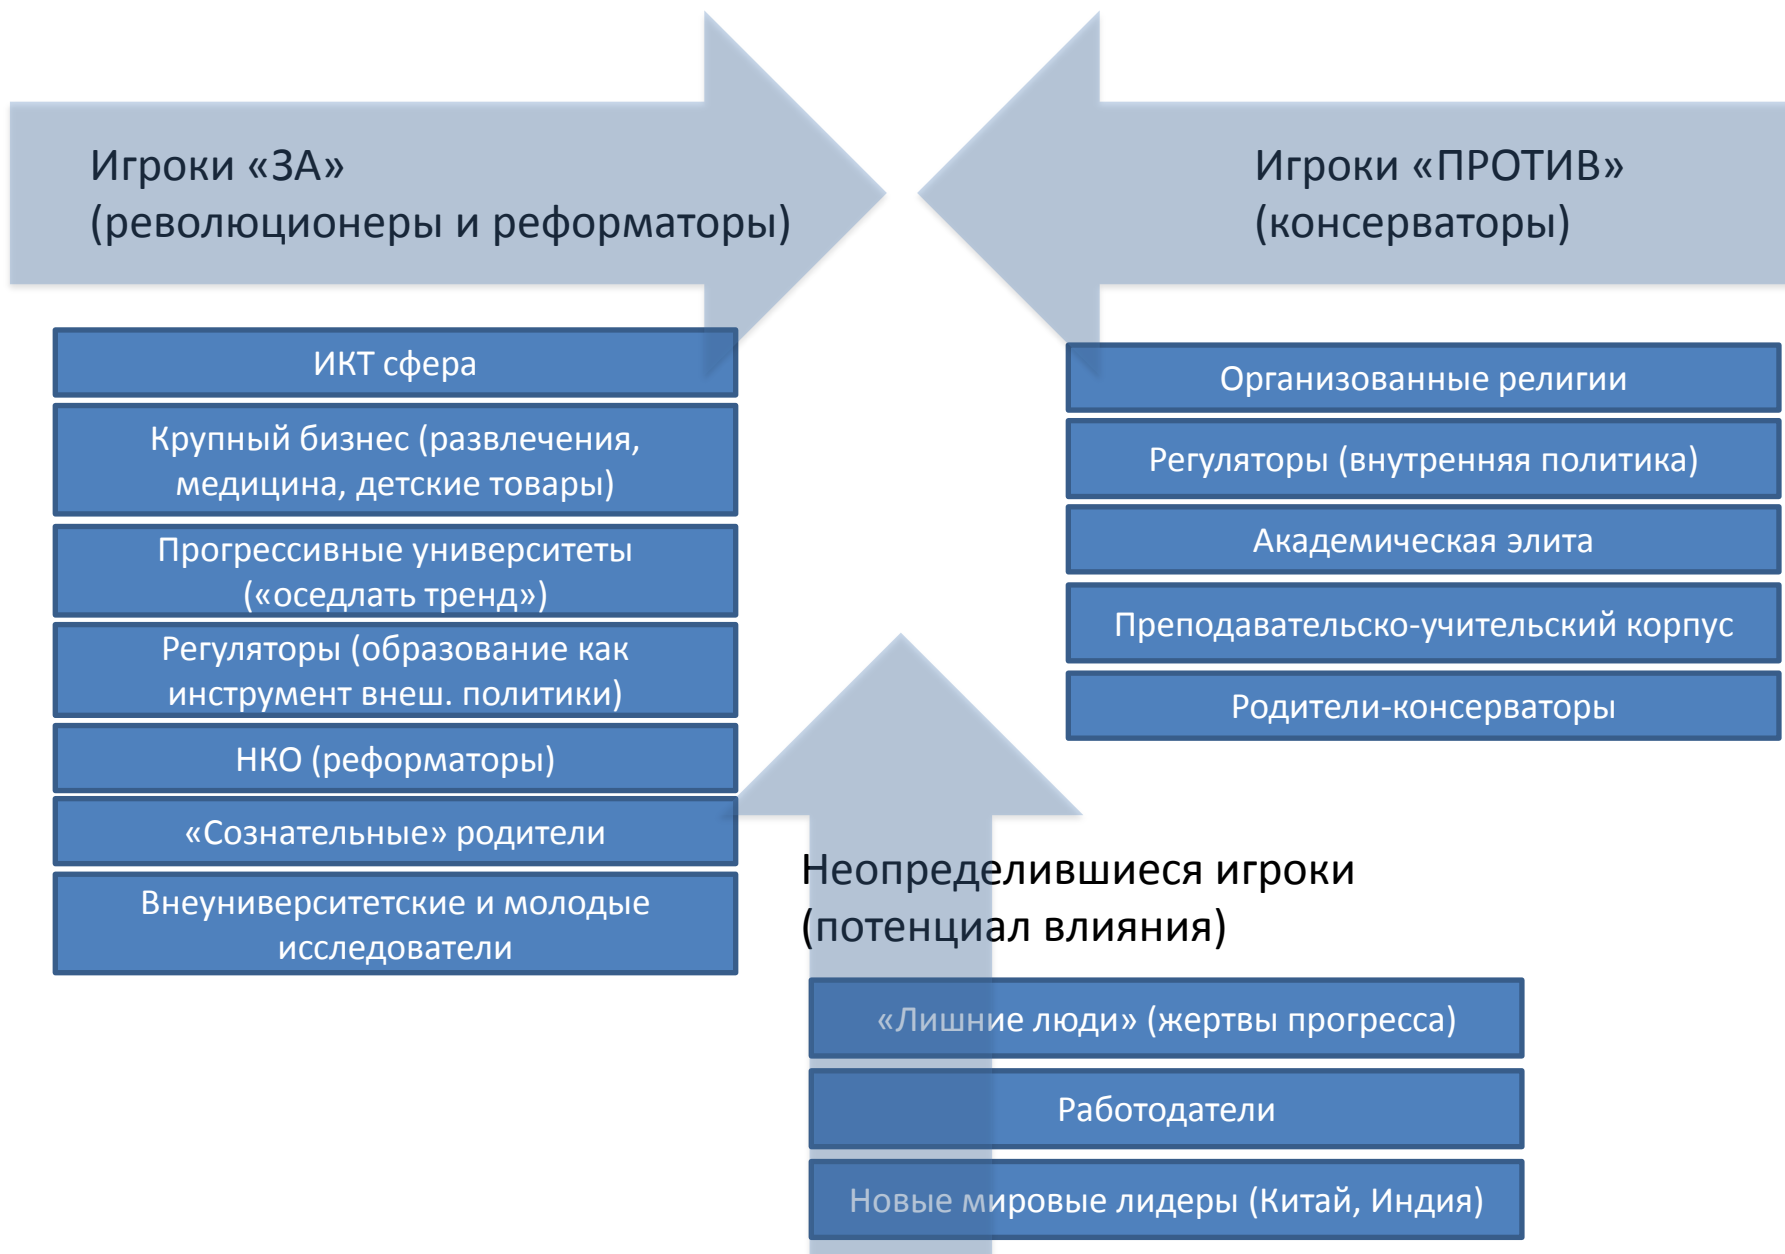 Игроки «ЗА»
(революционеры и реформаторы)
ИКТ сфера
Крупный бизнес (развлечения,
медицина, детские товары)
Прогрессивные университеты
(«оседлать тренд»)
Регуляторы (образование как
инструмент внеш. политики)
НКО (реформаторы)
«Сознательные» родители
Внеуниверситетские и молодые
исследователи
Игроки «ПРОТИВ»
(консерваторы)
Организованные религии
Регуляторы (внутренняя политика)
Академическая элита
Преподавательско-учительский корпус
Родители-консерваторы
Неопределившиеся игроки
(потенциал влияния)
«Лишние люди» (жертвы прогресса)
Работодатели
Новые мировые лидеры (Китай, Индия)